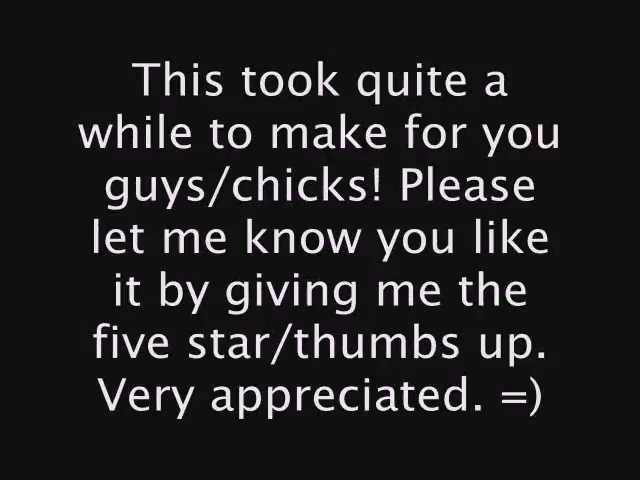 This took quite a
while to make for you
guys/chicks! Please
let me know you like
it by giving me the
five star/thumbs up.
Very appreciated. =)